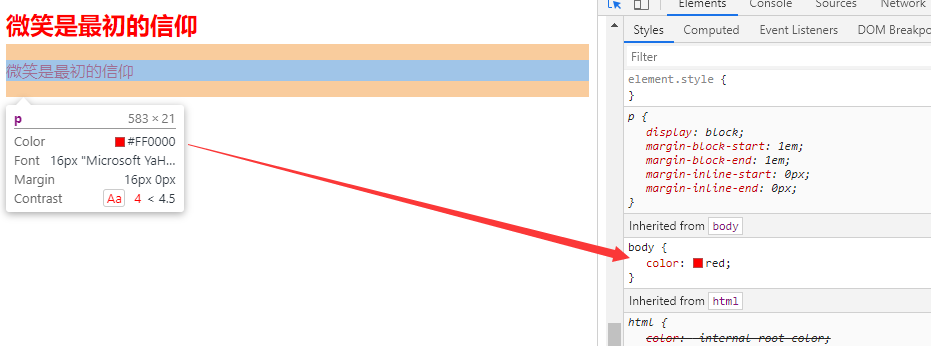 微笑是最初的信仰
微笑是最初的信仰
p 583 × 21
Color #FF0000
Font 16px "Microsoft YaH...
Margin 16px 0px
Contrast Aa 4 < 4.5
Elements Console Sources Network
Styles Computed Event Listeners DOM Breakpo
Filter
element.style {
}
p {
display: block;
margin-block-start: 1em;
margin-block-end: 1em;
margin-inline-start: 0px;
margin-inline-end: 0px;
}
Inherited from body
body {
color: red;
}
Inherited from html
html {
color: -internal-root-color;